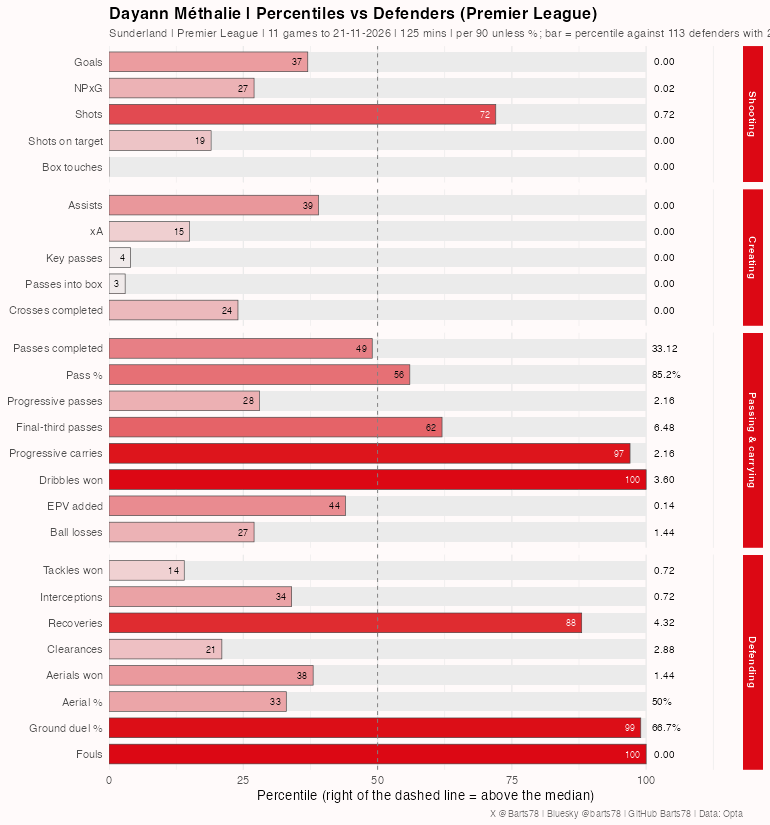 Dayann Méthalie | Percentiles vs Defenders (Premier League)
Sunderland | Premier League | 11 games to 21-11-2026 | 125 mins | per 90 unless %; bar = percentile against 113 defenders with 2
Goals 37 0.00
NPxG 27 0.02
Shots 72 0.72
Shots on target 19 0.00
Box touches 0.00
Shooting
Assists 39 0.00
xA 15 0.00
Key passes 4 0.00
Passes into box 3 0.00
Crosses completed 24 0.00
Creating
Passes completed 49 33.12
Pass % 56 85.2%
Progressive passes 28 2.16
Final-third passes 62 6.48
Progressive carries 97 2.16
Dribbles won 100 3.60
EPV added 44 0.14
Ball losses 27 1.44
Passing & carrying
Tackles won 14 0.72
Interceptions 34 0.72
Recoveries 88 4.32
Clearances 21 2.88
Aerials won 38 1.44
Aerial % 33 50%
Ground duel % 99 66.7%
Fouls 100 0.00
Defending
0 25 50 75 100
Percentile (right of the dashed line = above the median)
X @Barts78 | Bluesky @barts78 | GitHub Barts78 | Data: Opta